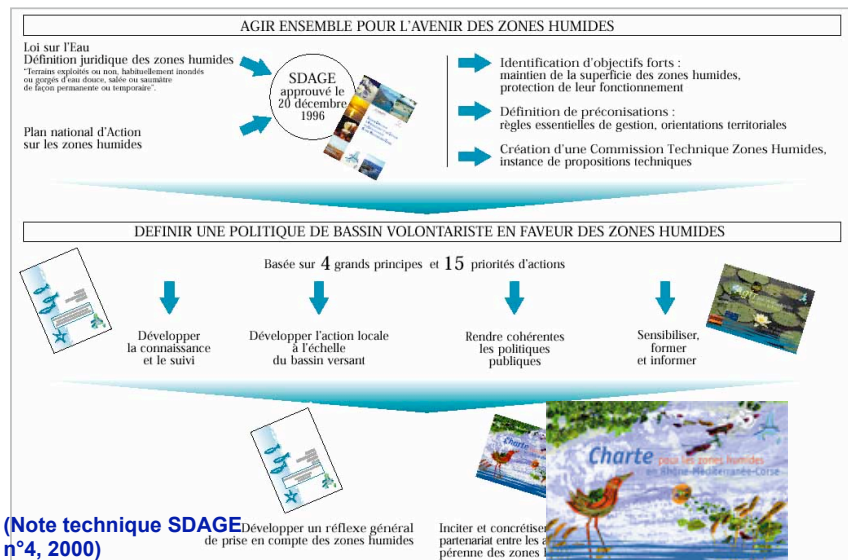 AGIR ENSEMBLE POUR L'AVENIR DES ZONES HUMIDES
Loi sur l'Eau
Définition juridique des zones humides
"Terrains exploités ou non, habituellement inondés
ou gorgés d'eau douce, salée ou saumâtre
de façon permanente ou temporaire".
Plan national d'Action
sur les zones humides
SDAGE
approuvé le
20 décembre
1996
Identification d'objectifs forts :
maintien de la superficie des zones humides,
protection de leur fonctionnement
Définition de préconisations :
règles essentielles de gestion, orientations territoriales
Création d'une Commission Technique Zones Humides,
instance de propositions techniques
DEFINIR UNE POLITIQUE DE BASSIN VOLONTARISTE EN FAVEUR DES ZONES HUMIDES
Basée sur 4 grands principes et 15 priorités d'actions
Développer
la connaissance
et le suivi
Développer l'action locale
à l'échelle
du bassin versant
Rendre cohérentes
les politiques
publiques
Sensibiliser,
former
et informer
Charte
Charte pour les zones humides
en Rhône-Méditerranée-Corse
(Note technique SDAGE
n°4, 2000)
Développer un réflexe général
de prise en compte des zones humides
Inciter et concrétiser
partenariat entre les a
pérenne des zones